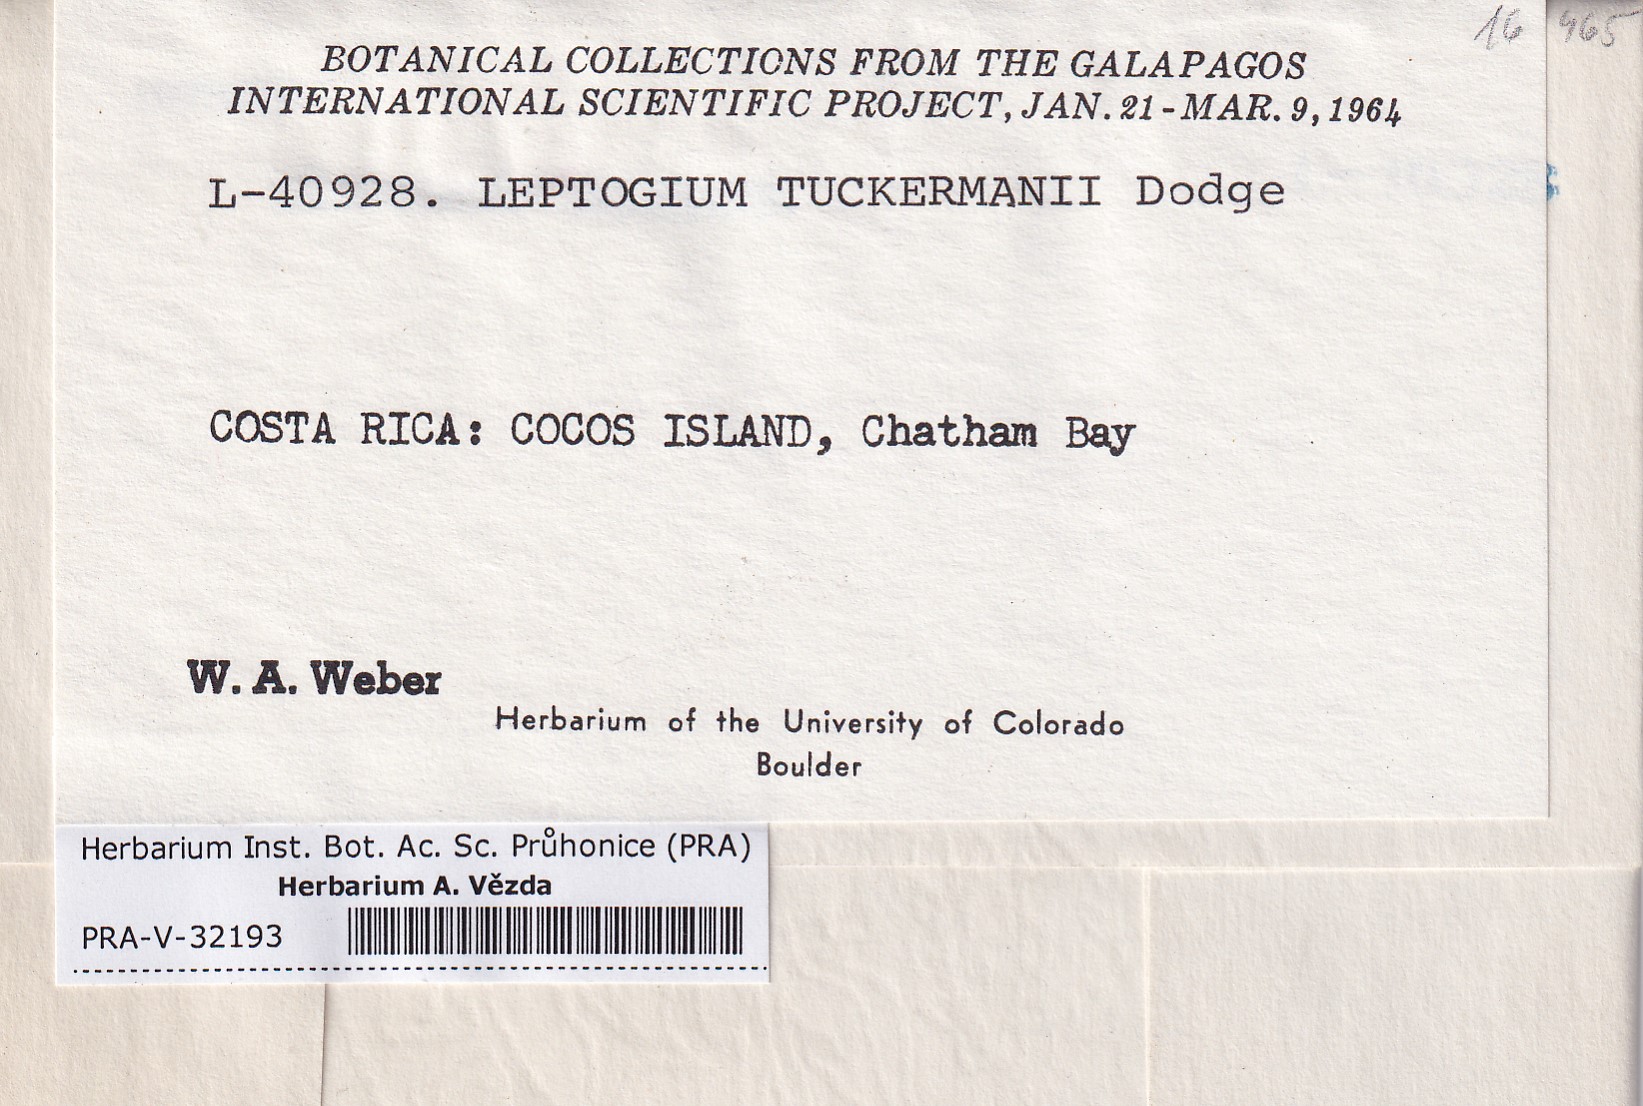 16 465
BOTANICAL COLLECTIONS FROM THE GALAPAGOS
INTERNATIONAL SCIENTIFIC PROJECT, JAN. 21 - MAR. 9, 1964
L-40928. LEPTOGIUM TUCKERMANII Dodge
COSTA RICA: COCOS ISLAND, Chatham Bay
W. A. Weber
Herbarium of the University of Colorado
Boulder
Herbarium Inst. Bot. Ac. Sc. Průhonice (PRA)
Herbarium A. Vězda
PRA-V-32193